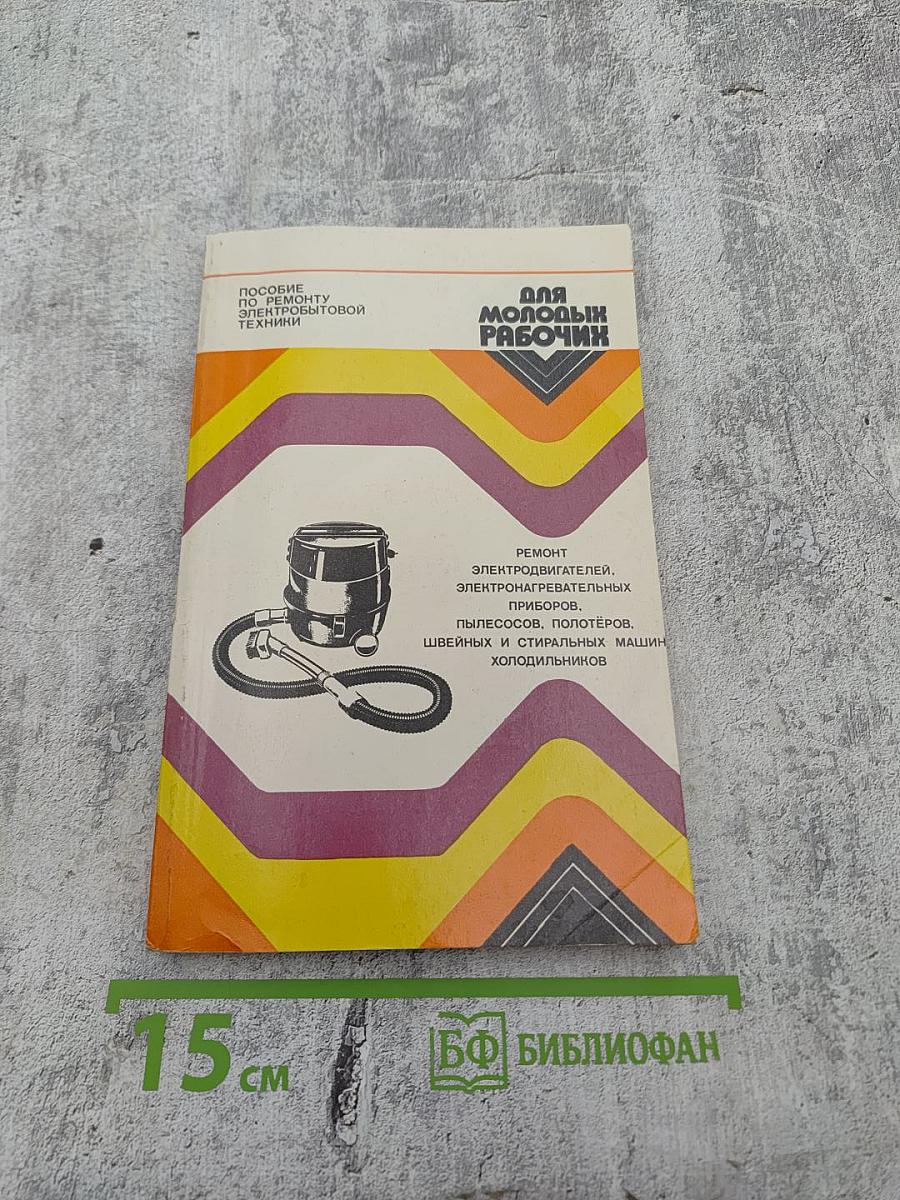 ПОСОБИЕ
ПО РЕМОНТУ
ЭЛЕКТРОБЫТОВОЙ
ТЕХНИКИ
ДЛЯ
МОЛОДЫХ
РАБОЧИХ
РЕМОНТ
ЭЛЕКТРОДВИГАТЕЛЕЙ,
ЭЛЕКТРОНАГРЕВАТЕЛЬНЫХ
ПРИБОРОВ,
ПЫЛЕСОСОВ, ПОЛОТЁРОВ,
ШВЕЙНЫХ И СТИРАЛЬНЫХ МАШИН
ХОЛОДИЛЬНИКОВ
15 см
БФ БИБЛИОФАН